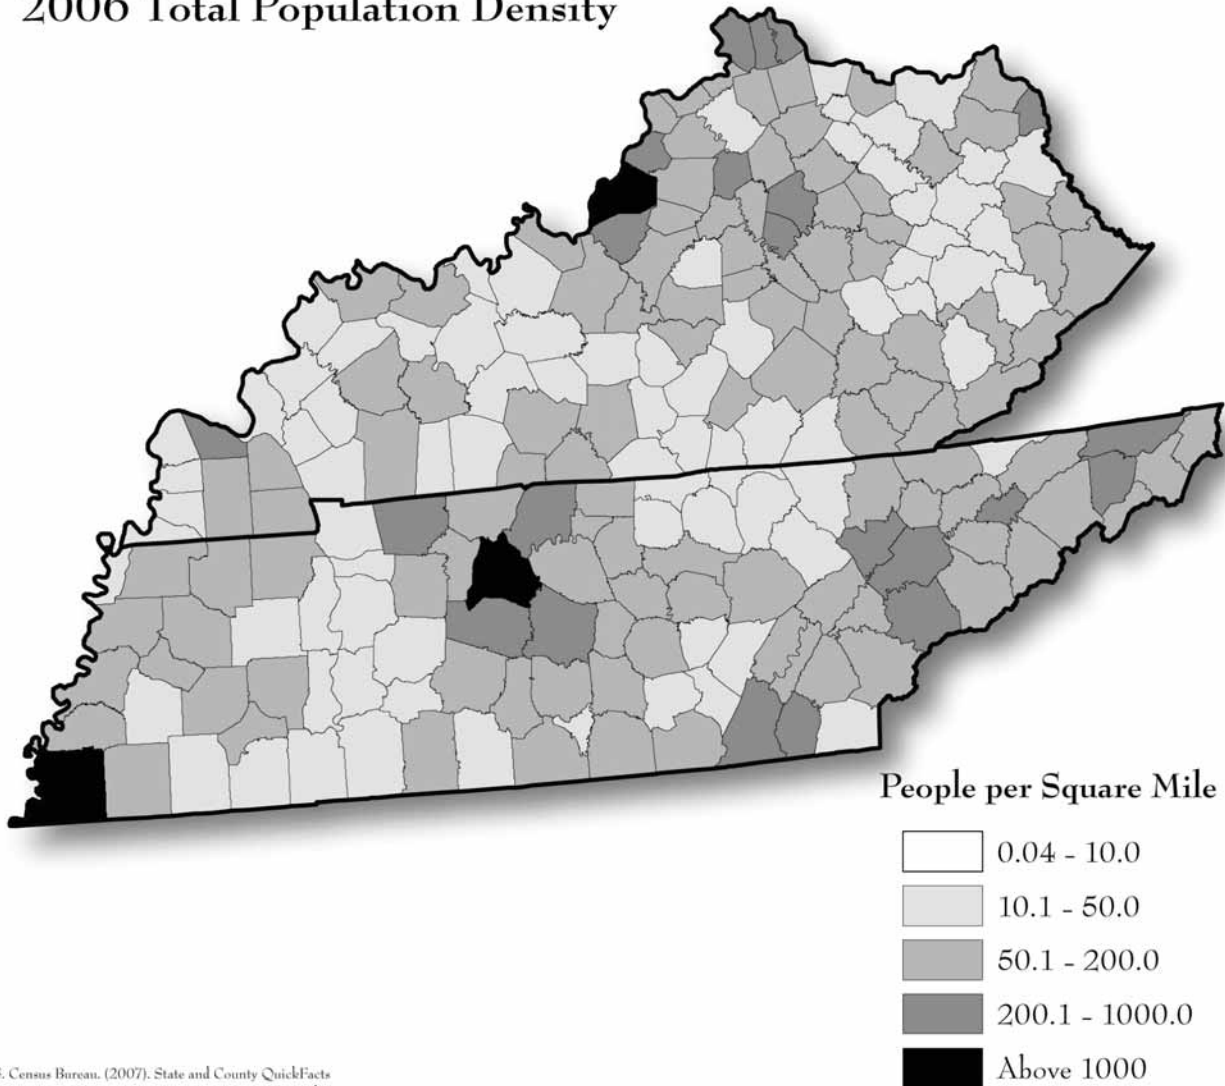 2006 Total Population Density
People per Square Mile
0.04 - 10.0
10.1 - 50.0
50.1 - 200.0
200.1 - 1000.0
Above 1000
. Census Bureau. (2007). State and County QuickFacts